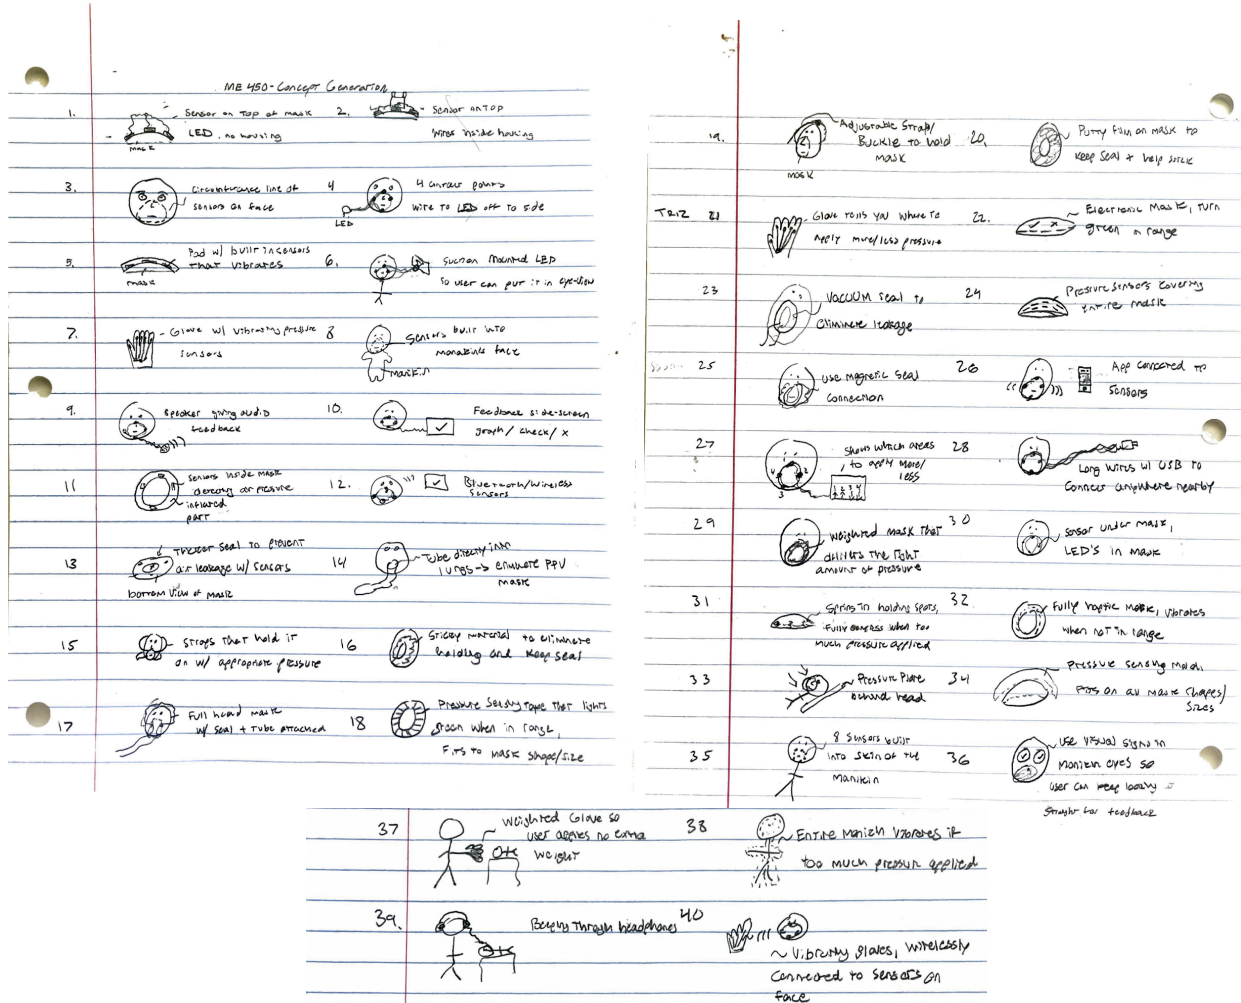 ME 450 - Concept Generation
1.
Sensor on top of mask
LED, no housing
mask
2.
Sensor on top
wires inside housing
3.
Circumfurance line of
sensors on face
4
4 contact points
wire to LED off to side
LED
5.
Pad w/ built in sensors
that vibrates
mask
6.
Suction mounted LED
so user can put it in eye-view
7.
Glove w/ vibrating pressure
sensors
8
Sensors built into
manakins face
9.
Speaker giving audio
feedback
10.
Feedback side-screen
graph/check/x
11
sensors inside mask
detecting air pressure
inflated
part
12.
Bluetooth/wireless
sensors
13
Thicker seal to prevent
air leakage w/ sensors
bottom view of mask
14
Tube directly into
lungs → eliminate PPV
mask
15
Straps that hold it
on w/ appropriate pressure
16
Sticky material to eliminate
holding and keep seal
17
Full head mask
w/ seal + tube attached
18
Pressure sensing tape that lights
green when in range,
Fits to mask shape/size
19.
Adjustable Strap/
Buckle to hold
mask
mask
20.
Putty film on mask to
keep seal + help stick
TRIZ 21
Glove tells you where to
apply more/less pressure
22.
Electronic mask, turn
green in range
23
Vacuum seal to
eliminate leakage
24
Pressure sensors covering
entire mask
25
use magnetic seal
connection
26
App connected to
sensors
27
Shows which areas
to apply more/
less
1 2 3 4
28
Long wires w/ USB to
connect anywhere nearby
29
Weighted mask that
delivers the right
amount of pressure
30
Sensor under mask,
LED's in mask
31
Springs in holding spots,
fully compress when too
much pressure applied
32.
Fully haptic mask, vibrates
when not in range
33
Pressure Plate
behind head
34
Pressure sensing mold,
Fits on all mask shapes/
sizes
35
8 sensors built
into skin of the
Manikin
36
use visual signs in
Manikin eyes so
user can keep looking
straight for feedback
37
Weighted Glove so
user applies no extra
weight
38
Entire Manikin vibrates if
too much pressure applied
39.
Beeping through headphones
40
~ Vibrating gloves, wirelessly
connected to sensors on
face